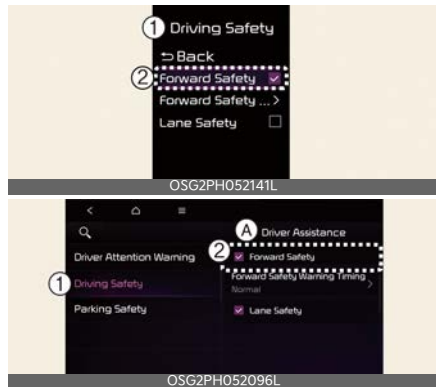 ① Driving Safety
⮌ Back
② Forward Safety
Forward Safety ... >
Lane Safety
OSG2PH052141L
Ⓐ Driver Assistance
Driver Attention Warning
② Forward Safety
① Driving Safety
Forward Safety Warning Timing >
Normal
Parking Safety
Lane Safety
OSG2PH052096L